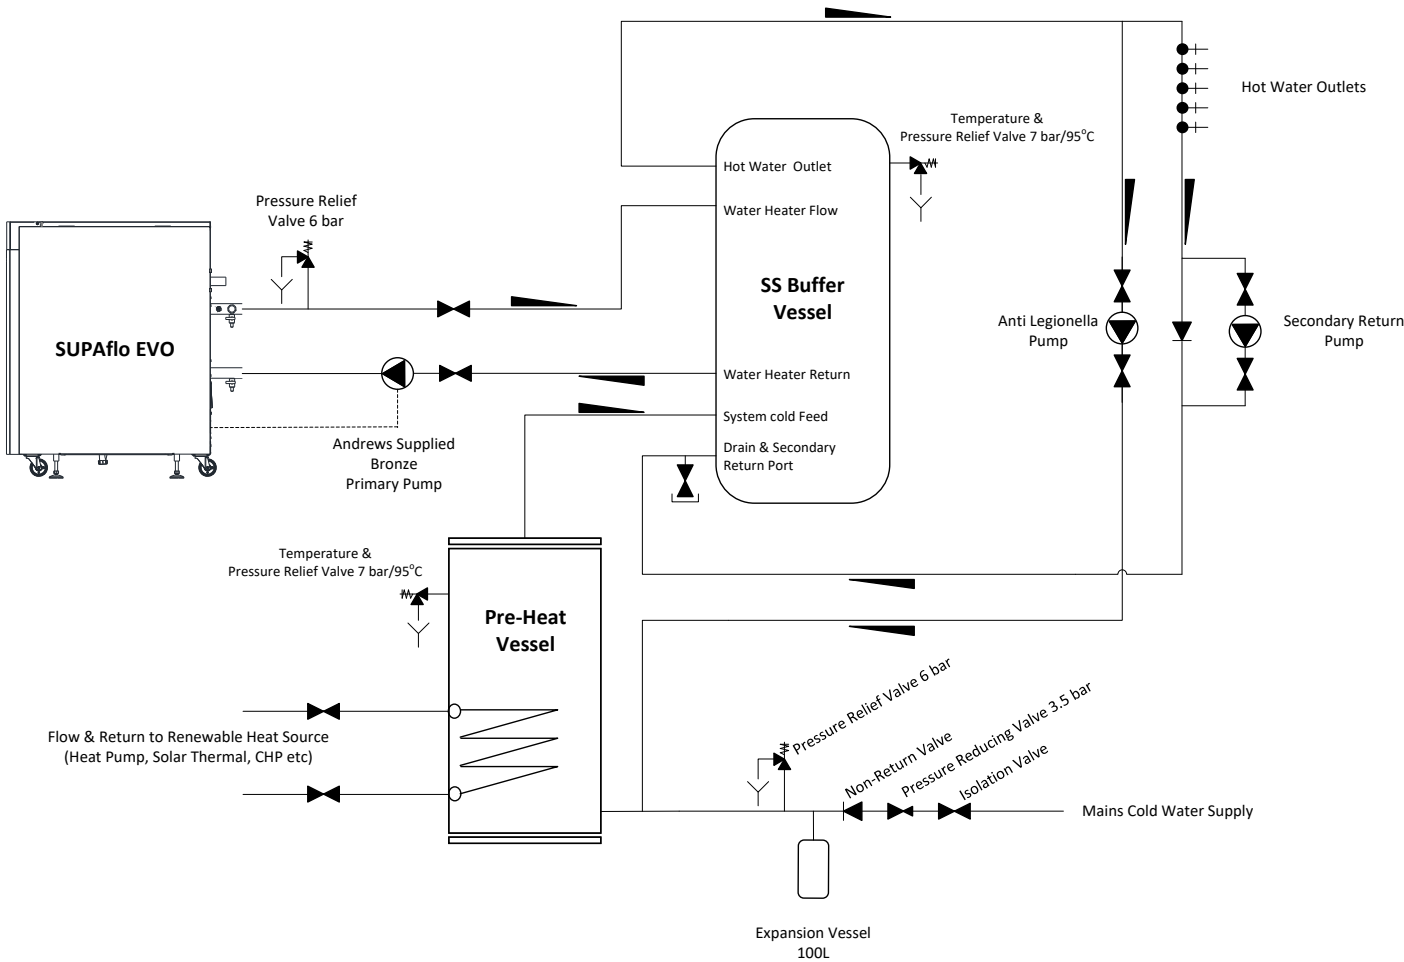 Hot Water Outlets
Temperature &
Pressure Relief Valve 7 bar/95°C
Hot Water Outlet
Water Heater Flow
Pressure Relief
Valve 6 bar
SS Buffer
Vessel
SUPAflo EVO
Anti Legionella
Pump
Secondary Return
Pump
Water Heater Return
System cold Feed
Drain & Secondary
Return Port
Andrews Supplied
Bronze
Primary Pump
Temperature &
Pressure Relief Valve 7 bar/95°C
Pre-Heat
Vessel
Flow & Return to Renewable Heat Source
(Heat Pump, Solar Thermal, CHP etc)
Pressure Relief Valve 6 bar
Non-Return Valve
Pressure Reducing Valve 3.5 bar
Isolation Valve
Mains Cold Water Supply
Expansion Vessel
100L